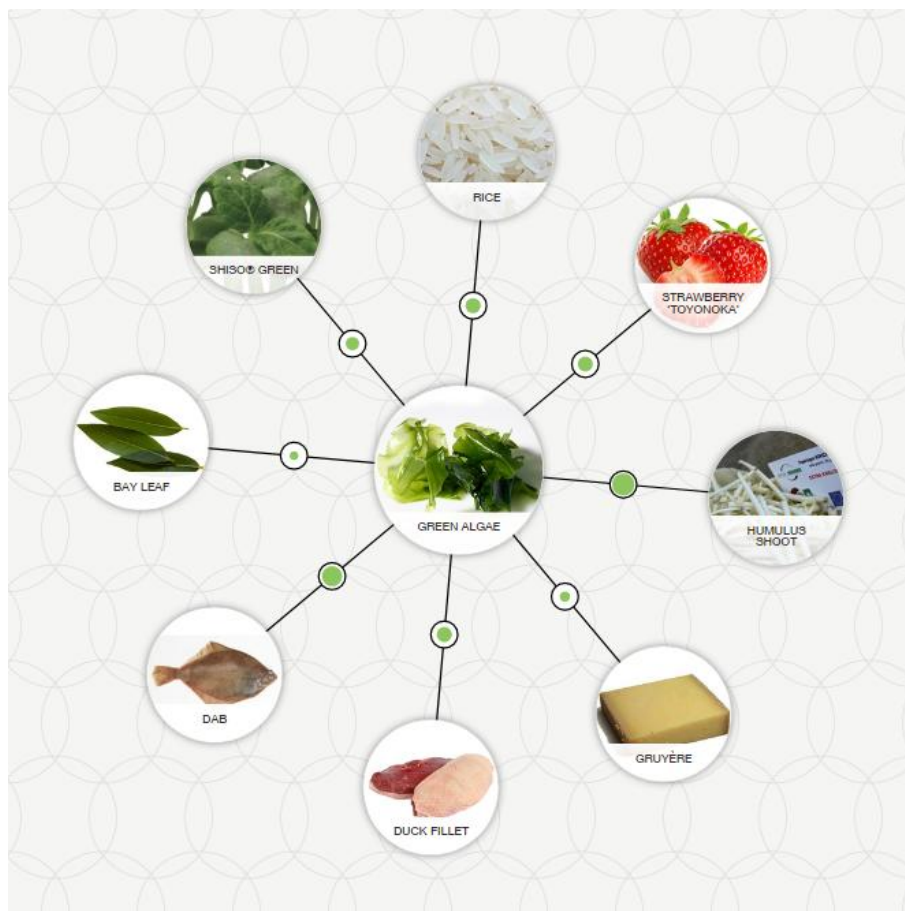 RICE
SHISO® GREEN
STRAWBERRY
'TOYONOKA'
BAY LEAF
GREEN ALGAE
HUMULUS
SHOOT
DAB
GRUYÈRE
DUCK FILLET